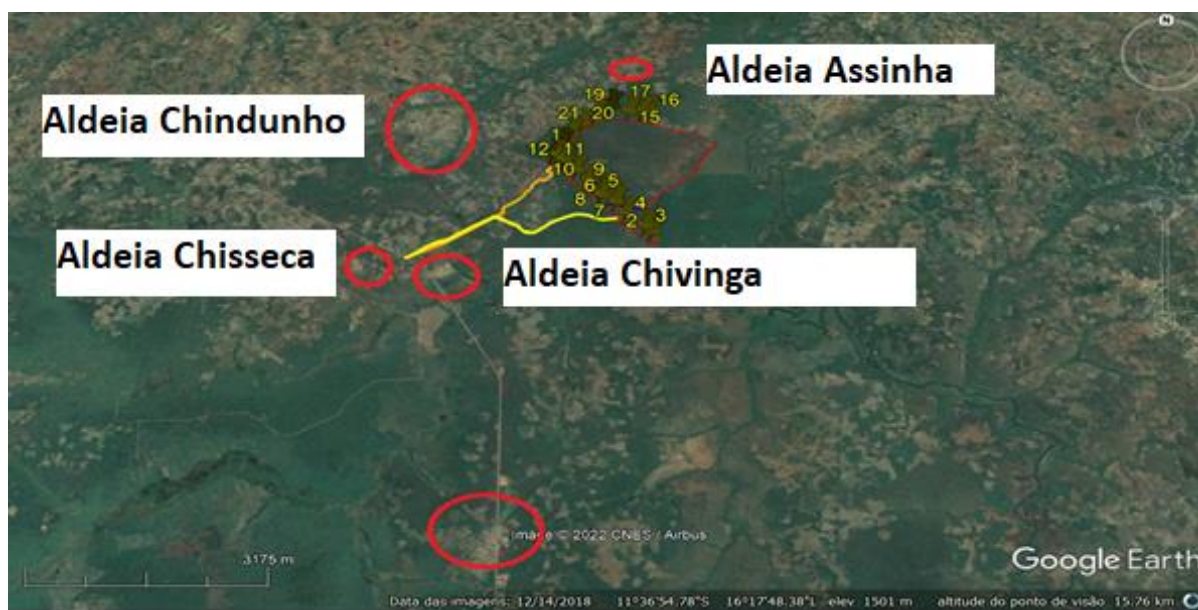 N
Aldeia Assinha
Aldeia Chindunho
19
17
16
21
20
15
1
12
11
10
9
6
5
8
7
4
2
3
Aldeia Chisseca
Aldeia Chivinga
Image © 2022 CNES / Airbus
3175 m
Google Earth
Data das imagens: 12/14/2018 11°36'54.78"S 16°17'48.38"L elev 1501 m altitude do ponto de visão 15.76 km